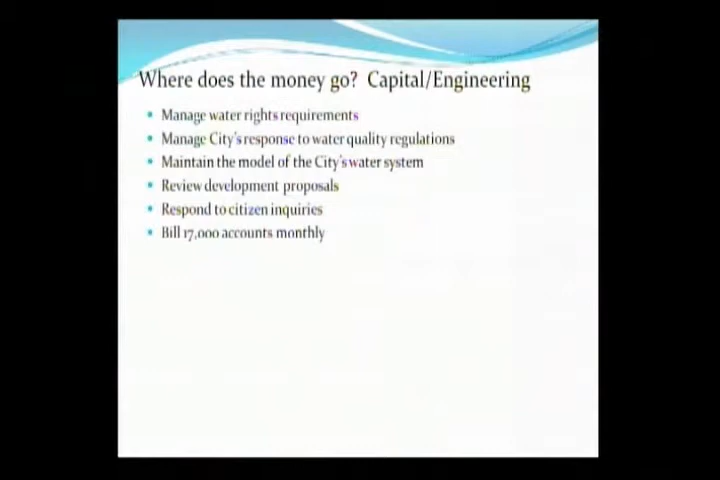 Where does the money go? Capital/Engineering
Manage water rights requirements
Manage City's response to water quality regulations
Maintain the model of the City's water system
Review development proposals
Respond to citizen inquiries
Bill 17,000 accounts monthly